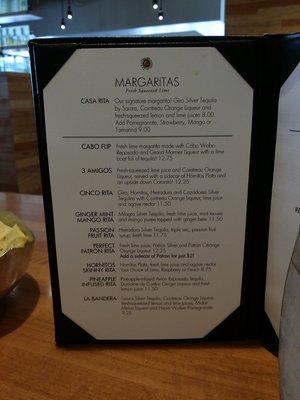 MARGARITAS
Fresh Squeezed Lime
CASA RITA Our signature margarita! Giro Silver Tequila
by Sauza, Cointreau Orange Liqueur and
fresh-squeezed lemon and lime juices 8.00
Add Pomegranate, Strawberry, Mango or
Tamarind 9.00
CABO FLIP Fresh lime margarita made with Cabo Wabo
Reposado and Grand Marnier Liqueur with a lime
boat full of tequila! 12.75
3 AMIGOS Fresh-squeezed lime juice and Cointreau Orange
Liqueur, served with a sidecar of Hornitos Plata and
an upside down Coronita! 12.25
CINCO RITA Giro, Hornitos, Herradura and Cazadores Silver
Tequilas with Cointreau Orange Liqueur, lime juice
and agave nectar 11.50
GINGER MINT Milagro Silver Tequila, fresh lime juice, mint leaves
MANGO RITA and mango puree topped with ginger beer 11.50
PASSION Herradura Silver Tequila, triple sec, passion fruit
FRUIT RITA syrup, fresh lime 11.75
PERFECT Fresh lime juice, Patrón Silver and Patrón Citrónge
PATRON RITA Orange Liqueur 12.25
Add a sidecar of Patron for just $21
HORNITOS Hornitos Plata, fresh lime juice and agave nectar
SKINNY RITA Your choice of Lime, Raspberry or Peach 8.75
PINEAPPLE Pineapple-infused Avion Reposado Tequila,
INFUSED RITA Domaine de Canton Ginger Liqueur and fresh
lemon juice 11.50
LA BANDERA Sauza Silver Tequila, Cointreau Orange Liqueur,
fresh-squeezed lemon and lime juices, Midori
Melon Liqueur and Hiram Walker Pomegranate
9.25